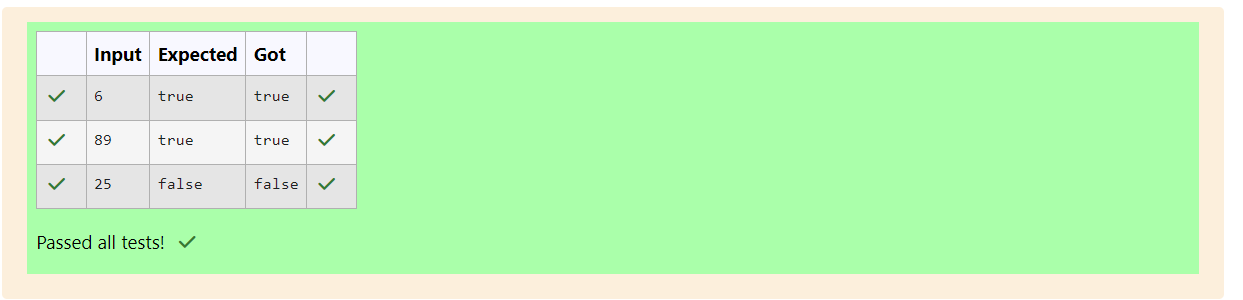 Input Expected Got
6 true true
89 true true
25 false false
Passed all tests!